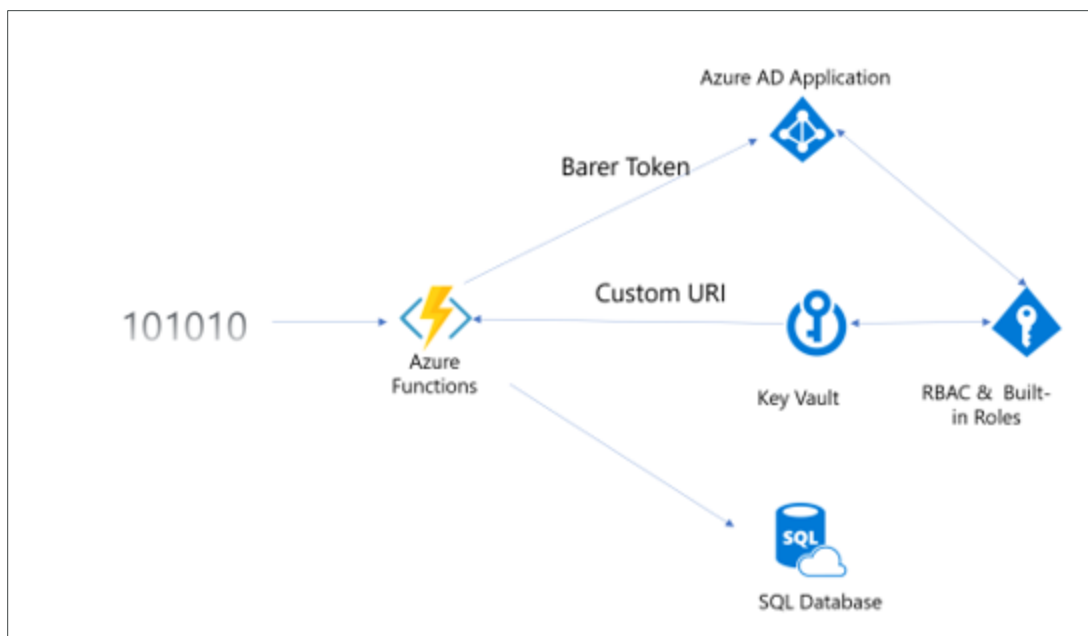 Azure AD Application
Barer Token
Custom URI
101010
Azure
Functions
Key Vault
RBAC & Built-
in Roles
SQL
SQL Database